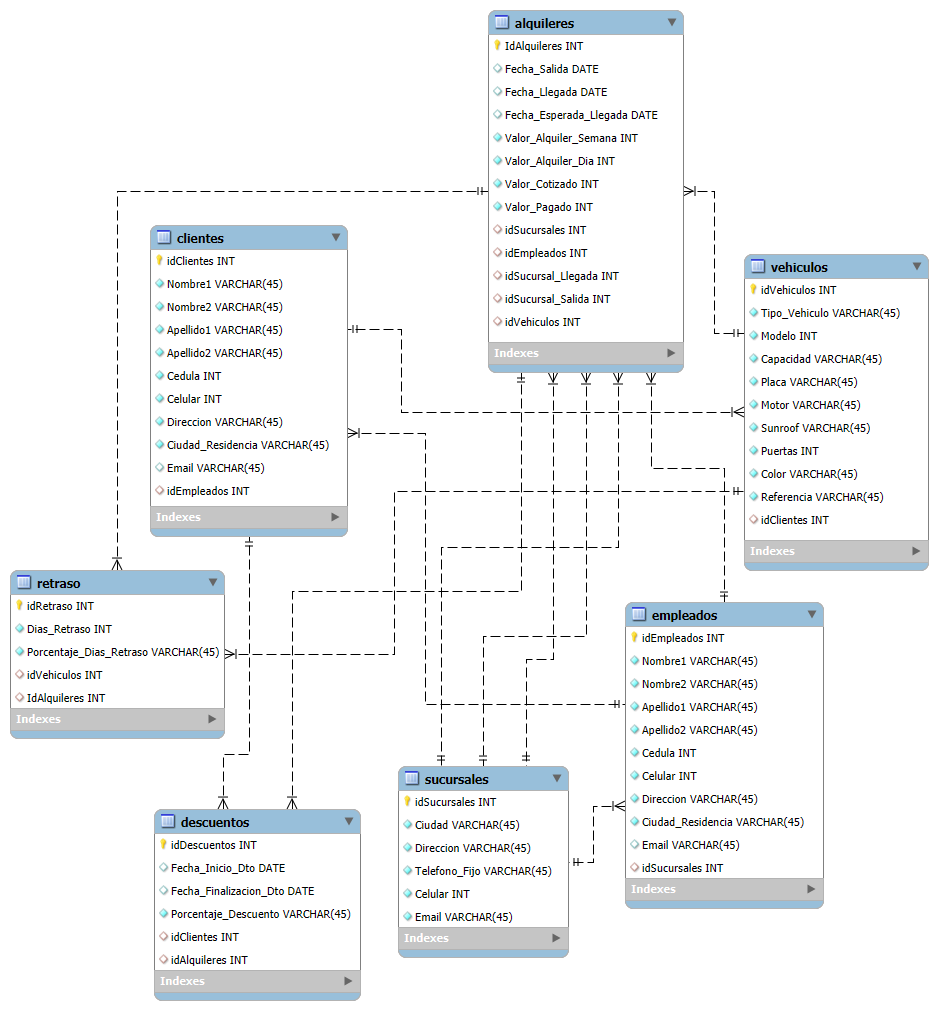 alquileres
IdAlquileres INT
Fecha_Salida DATE
Fecha_Llegada DATE
Fecha_Esperada_Llegada DATE
Valor_Alquiler_Semana INT
Valor_Alquiler_Dia INT
Valor_Cotizado INT
Valor_Pagado INT
idSucursales INT
idEmpleados INT
idSucursal_Llegada INT
idSucursal_Salida INT
idVehiculos INT
Indexes
clientes
idClientes INT
Nombre1 VARCHAR(45)
Nombre2 VARCHAR(45)
Apellido1 VARCHAR(45)
Apellido2 VARCHAR(45)
Cedula INT
Celular INT
Direccion VARCHAR(45)
Ciudad_Residencia VARCHAR(45)
Email VARCHAR(45)
idEmpleados INT
Indexes
vehiculos
idVehiculos INT
Tipo_Vehiculo VARCHAR(45)
Modelo INT
Capacidad VARCHAR(45)
Placa VARCHAR(45)
Motor VARCHAR(45)
Sunroof VARCHAR(45)
Puertas INT
Color VARCHAR(45)
Referencia VARCHAR(45)
idClientes INT
Indexes
retraso
idRetraso INT
Dias_Retraso INT
Porcentaje_Dias_Retraso VARCHAR(45)
idVehiculos INT
IdAlquileres INT
Indexes
empleados
idEmpleados INT
Nombre1 VARCHAR(45)
Nombre2 VARCHAR(45)
Apellido1 VARCHAR(45)
Apellido2 VARCHAR(45)
Cedula INT
Celular INT
Direccion VARCHAR(45)
Ciudad_Residencia VARCHAR(45)
Email VARCHAR(45)
idSucursales INT
Indexes
sucursales
idSucursales INT
Ciudad VARCHAR(45)
Direccion VARCHAR(45)
Telefono_Fijo VARCHAR(45)
Celular INT
Email VARCHAR(45)
Indexes
descuentos
idDescuentos INT
Fecha_Inicio_Dto DATE
Fecha_Finalizacion_Dto DATE
Porcentaje_Descuento VARCHAR(45)
idClientes INT
idAlquileres INT
Indexes